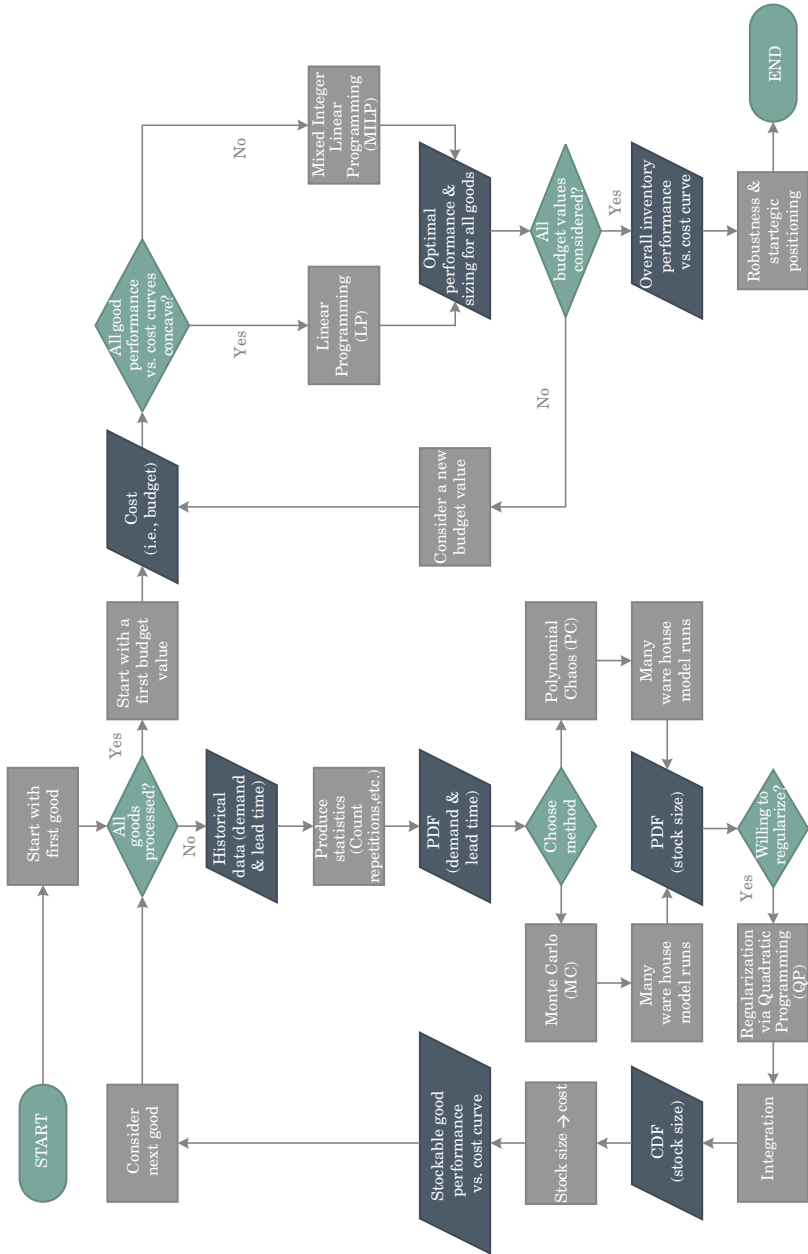 START
Start with
first good
Consider
next good
All
goods
processed?
Yes
No
Start with a
first budget
value
Cost
(i.e., budget)
All good
performance
vs. cost curves
concave?
Yes
No
Historical
data (demand
& lead time)
Produce
statistics
(Count
repetitions,etc.)
PDF
(demand &
lead time)
Choose
method
Monte Carlo
(MC)
Polynomial
Chaos (PC)
Many
ware house
model runs
Many
ware house
model runs
PDF
(stock size)
Willing to
regularize?
Yes
Regularization
via Quadratic
Programming
(QP)
Integration
CDF
(stock size)
Stock size → cost
Stockable good
performance
vs. cost curve
Linear
Programming
(LP)
Mixed Integer
Linear
Programming
(MILP)
Optimal
performance &
sizing for all goods
All
budget values
considered?
No
Yes
Consider a new
budget value
Overall inventory
performance
vs. cost curve
Robustness &
startegic
positioning
END